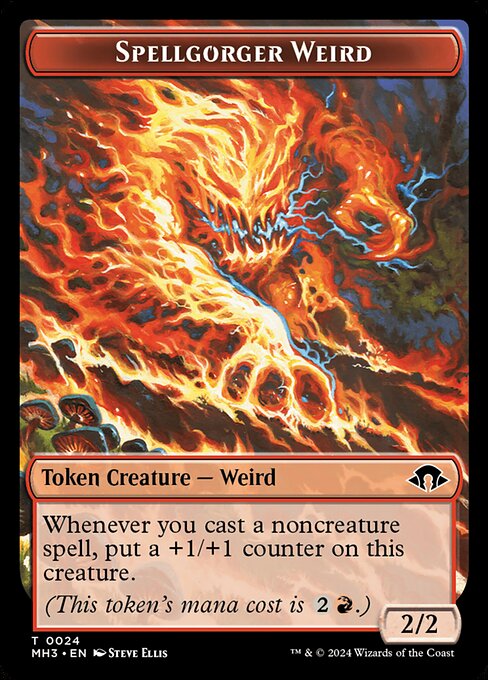 Spellgorger Weird
Token Creature — Weird
Whenever you cast a noncreature
spell, put a +1/+1 counter on this
creature.
(This token's mana cost is 2 .)
2/2
T 0024
MH3 • EN Steve Ellis
™ & © 2024 Wizards of the Coast